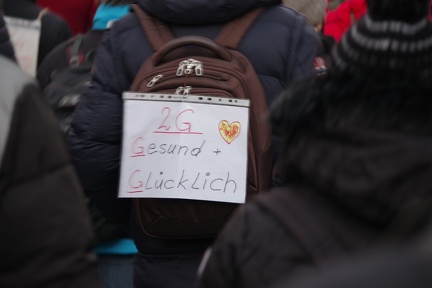 2G
Gesund +
Glücklich